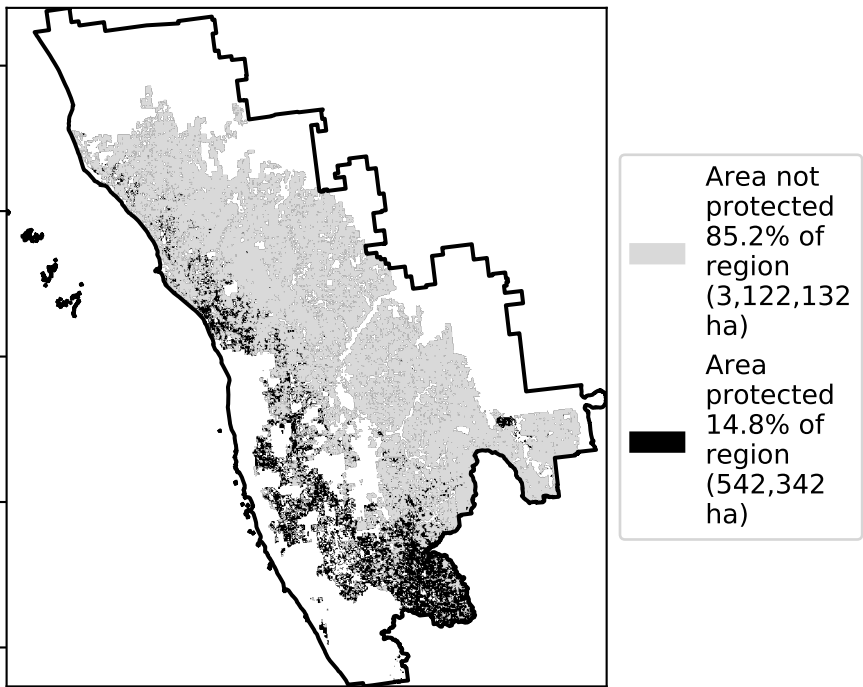 Area not
protected
85.2% of
region
(3,122,132
ha)
Area
protected
14.8% of
region
(542,342
ha)